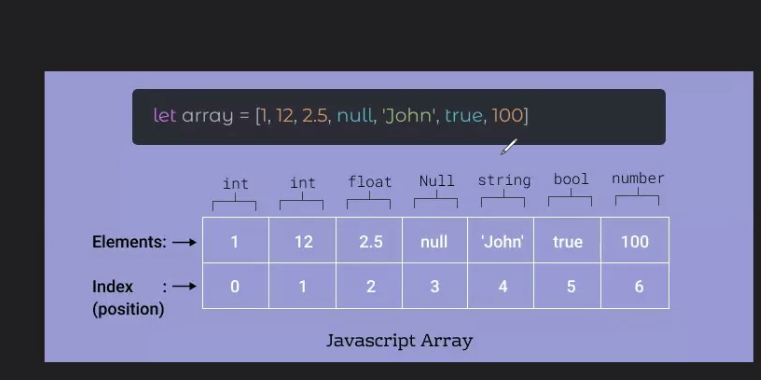 let array = [1, 12, 2.5, null, 'John', true, 100]
int int float Null string bool number
Elements: 1 12 2.5 null 'John' true 100
Index : 0 1 2 3 4 5 6
(position)
Javascript Array